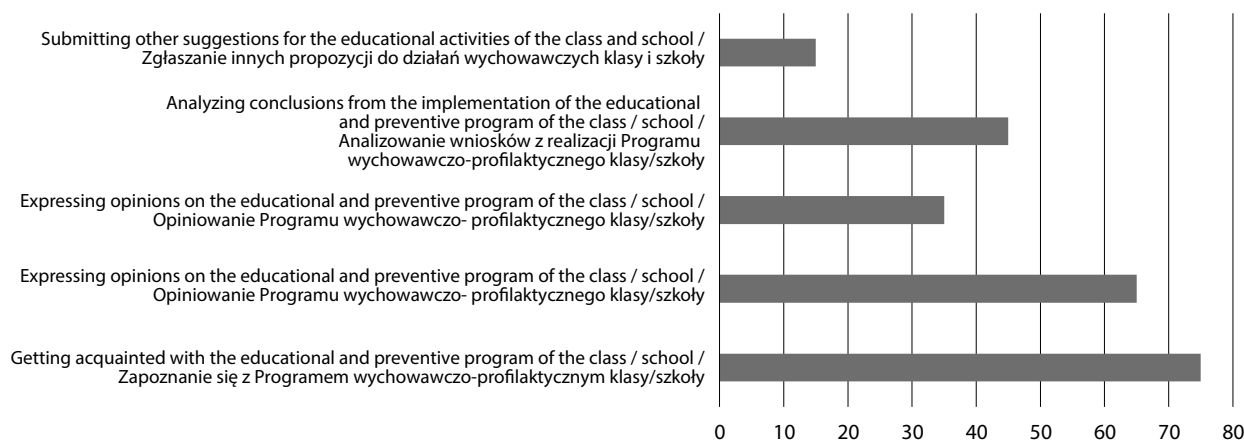 Submitting other suggestions for the educational activities of the class and school /
Zgłaszanie innych propozycji do działań wychowawczych klasy i szkoły
Analyzing conclusions from the implementation of the educational
and preventive program of the class / school /
Analizowanie wniosków z realizacji Programu
wychowawczo-profilaktycznego klasy/szkoły
Expressing opinions on the educational and preventive program of the class / school /
Opiniowanie Programu wychowawczo- profilaktycznego klasy/szkoły
Expressing opinions on the educational and preventive program of the class / school /
Opiniowanie Programu wychowawczo- profilaktycznego klasy/szkoły
Getting acquainted with the educational and preventive program of the class / school /
Zapoznanie się z Programem wychowawczo-profilaktycznym klasy/szkoły
0 10 20 30 40 50 60 70 80